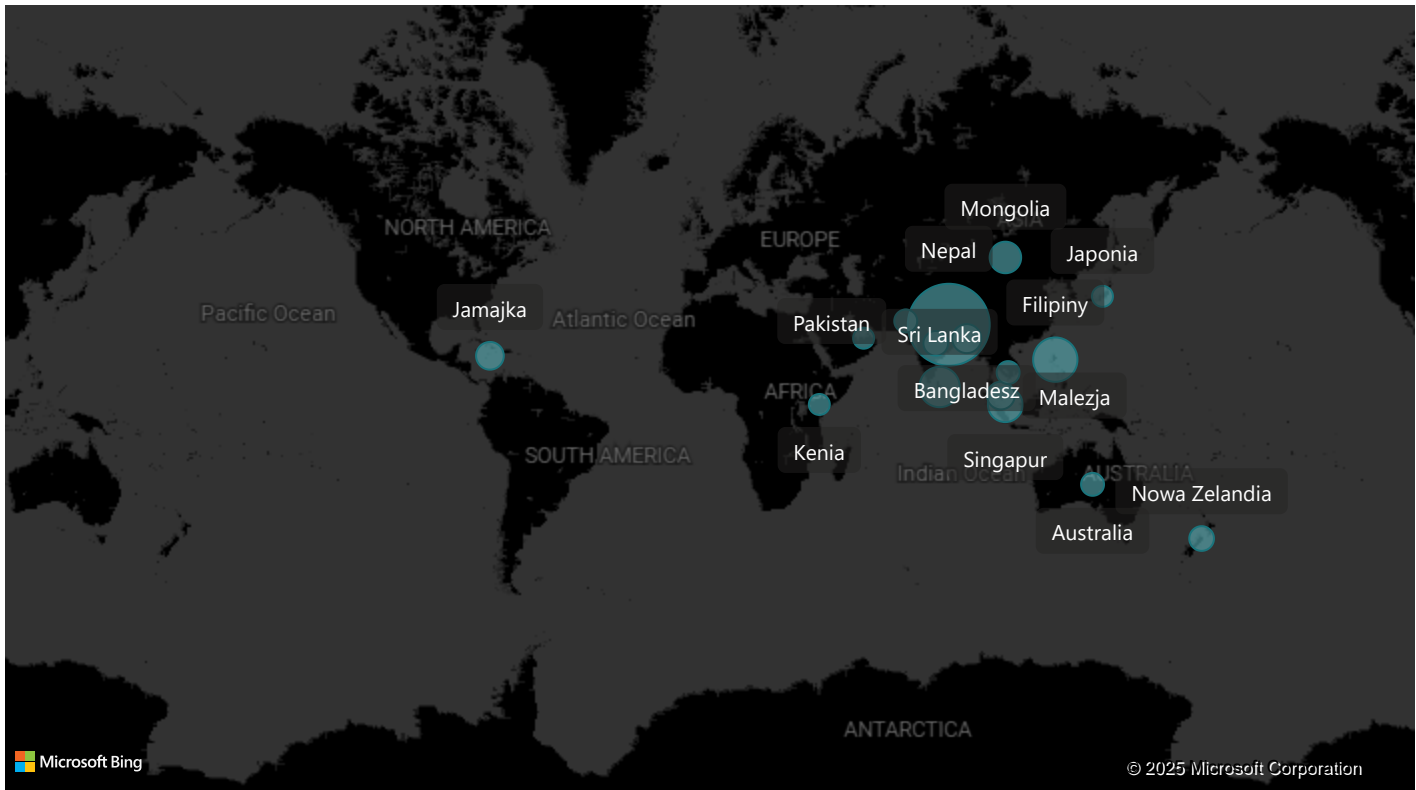 Mongolia
ASIA
NORTH AMERICA
EUROPE
Nepal
Japonia
Jamajka
Pacific Ocean
Atlantic Ocean
Filipiny
Pakistan
Sri Lanka
AFRICA
Bangladesz
Malezja
Kenia
SOUTH AMERICA
Singapur
Indian Ocean
AUSTRALIA
Nowa Zelandia
Australia
ANTARCTICA
Microsoft Bing
© 2025 Microsoft Corporation